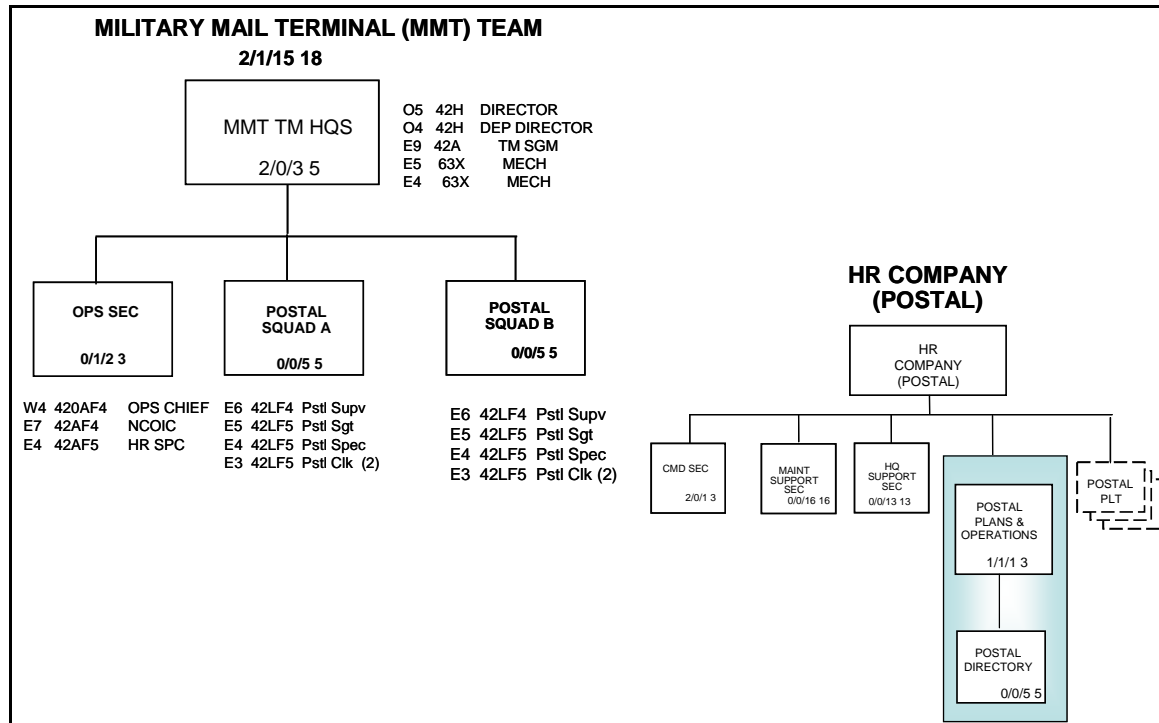 MILITARY MAIL TERMINAL (MMT) TEAM
2/1/15 18
MMT TM HQS
2/0/3 5
O5 42H DIRECTOR
O4 42H DEP DIRECTOR
E9 42A TM SGM
E5 63X MECH
E4 63X MECH
OPS SEC
0/1/2 3
POSTAL
SQUAD A
0/0/5 5
POSTAL
SQUAD B
0/0/5 5
W4 420AF4 OPS CHIEF
E7 42AF4 NCOIC
E4 42AF5 HR SPC
E6 42LF4 Pstl Supv
E5 42LF5 Pstl Sgt
E4 42LF5 Pstl Spec
E3 42LF5 Pstl Clk (2)
E6 42LF4 Pstl Supv
E5 42LF5 Pstl Sgt
E4 42LF5 Pstl Spec
E3 42LF5 Pstl Clk (2)
HR COMPANY
(POSTAL)
HR
COMPANY
(POSTAL)
CMD SEC
2/0/1 3
MAINT
SUPPORT
SEC
0/0/16 16
HQ
SUPPORT
SEC
0/0/13 13
POSTAL
PLANS &
OPERATIONS
1/1/1 3
POSTAL
DIRECTORY
0/0/5 5
POSTAL
PLT